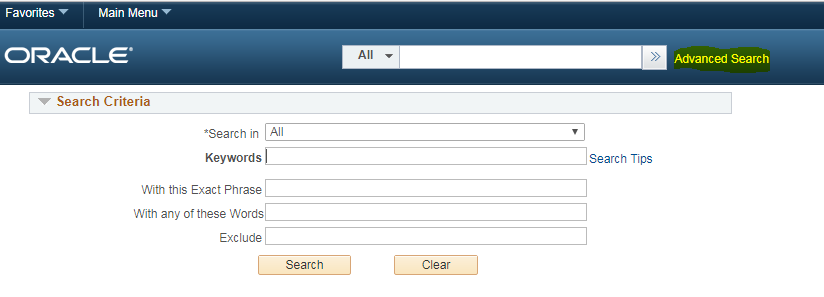 Favorites Main Menu
ORACLE® All Advanced Search
Search Criteria
*Search in All
Keywords Search Tips
With this Exact Phrase
With any of these Words
Exclude
Search Clear